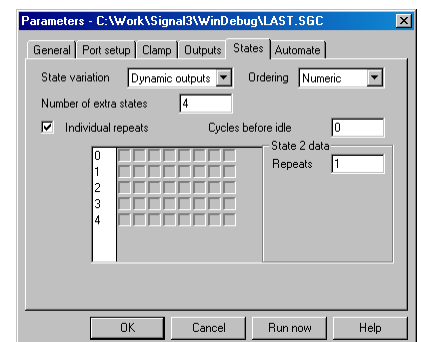 Parameters - C:\Work\Signal3\WinDebug\LAST.SGC
General Port setup Clamp Outputs States Automate
State variation Dynamic outputs Ordering Numeric
Number of extra states 4
Individual repeats Cycles before idle 0
State 2 data
0 Repeats 1
1
2
3
4
OK Cancel Run now Help